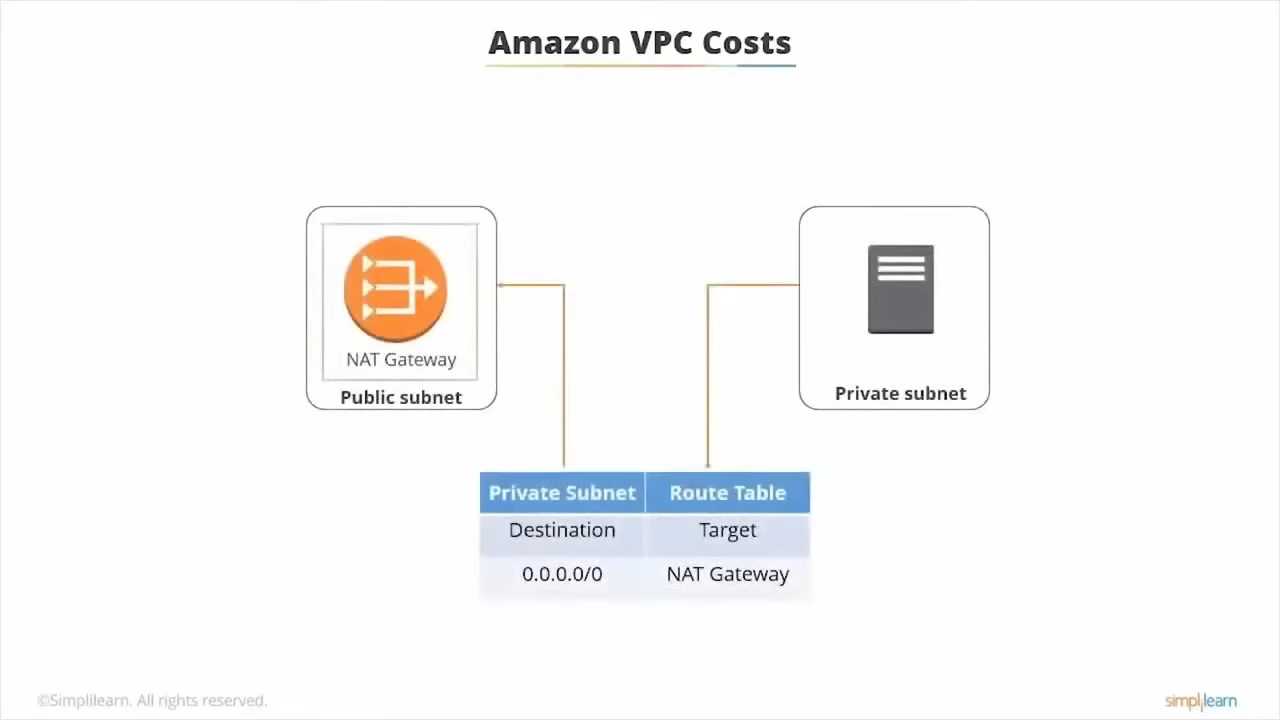 Amazon VPC Costs
NAT Gateway
Public subnet
Private subnet
Private Subnet Route Table
Destination Target
0.0.0.0/0 NAT Gateway
©Simplilearn. All rights reserved.
simplilearn